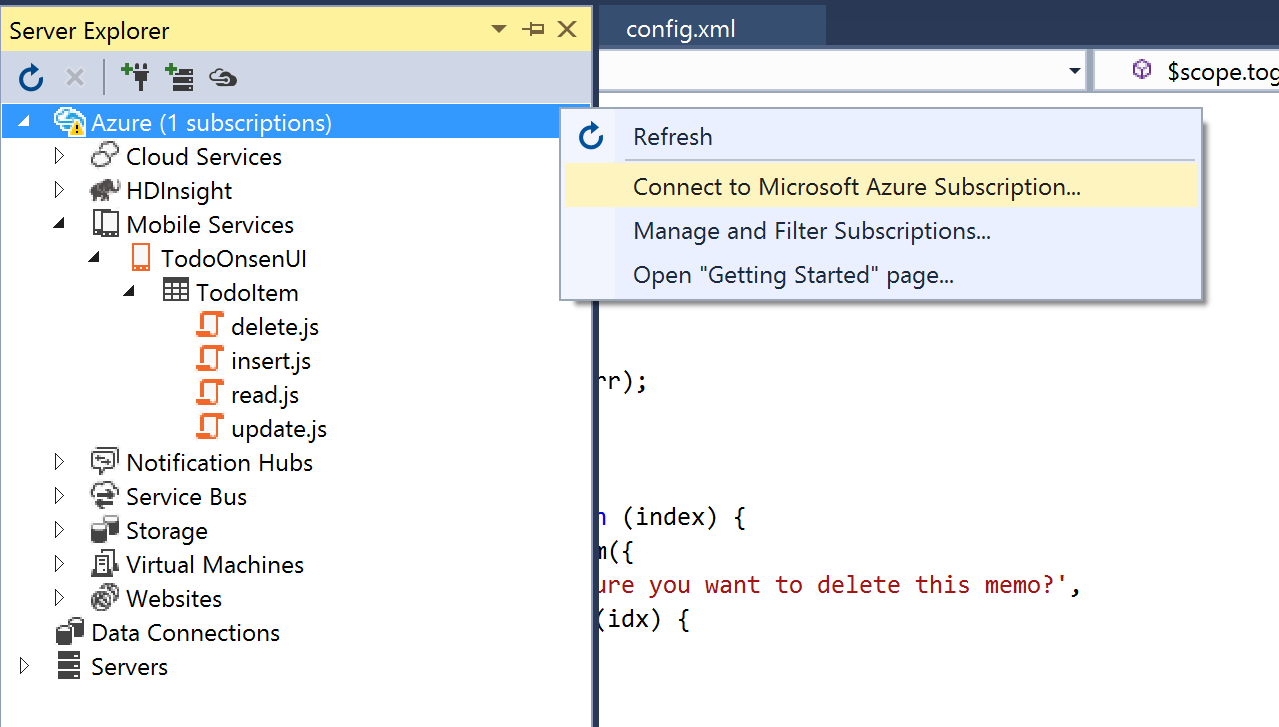 Server Explorer
config.xml
$scope.tog
Azure (1 subscriptions)
Cloud Services
HDInsight
Mobile Services
TodoOnsenUI
TodoItem
delete.js
insert.js
read.js
update.js
Notification Hubs
Service Bus
Storage
Virtual Machines
Websites
Data Connections
Servers
Refresh
Connect to Microsoft Azure Subscription...
Manage and Filter Subscriptions...
Open "Getting Started" page...
rr);
n (index) {
m({
ure you want to delete this memo?',
(idx) {